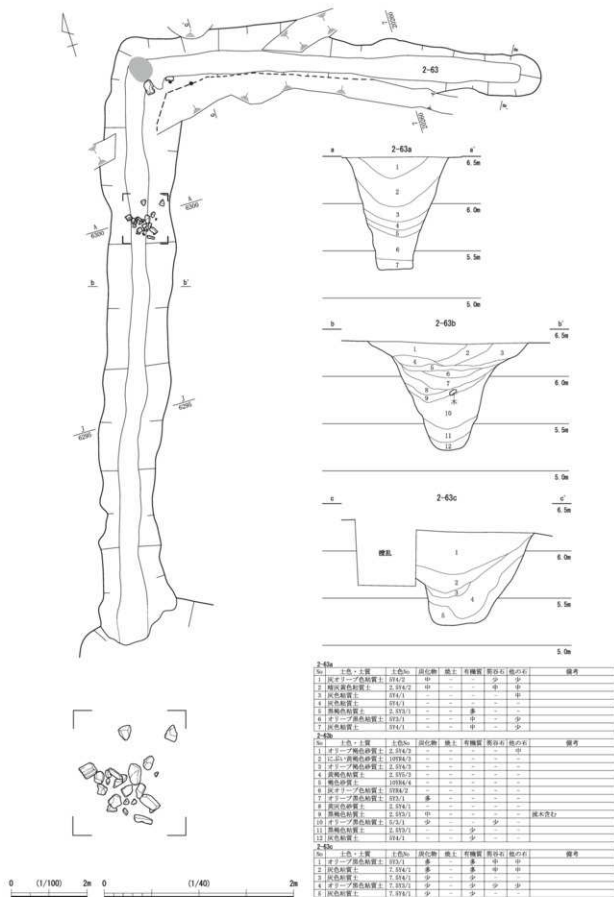 2-63
A
6300
A
6300
b
b'
J
6295
J
6295
2-63a
a
a'
6.5m
1
2
6.0m
3
4
5
6
5.5m
7
5.0m
2-63b
b
b'
6.5m
1
2
3
6.0m
6
7
8
9
木
10
5.5m
11
12
5.0m
2-63c
c
c'
6.5m
攪乱
1
6.0m
2
3
4
5.5m
5
5.0m
2-63a
No 土色・土質 土色No 炭化物 焼土 有機質 笏谷石 他の石 備考
1 灰オリーブ色粘質土 5Y4/2 中 - - 少 少
2 暗灰黄色粘質土 2.5Y4/2 中 - - 中 中
3 灰色粘質土 5Y4/1 - - - - 中
4 灰色粘質土 5Y4/1 - - - - -
5 黒褐色粘質土 2.5Y3/1 - - 多 - -
6 オリーブ黒色粘質土 5Y3/1 - - 中 - 少
7 灰色粘質土 5Y4/1 - - 中 - 少
2-63b
No 土色・土質 土色No 炭化物 焼土 有機質 笏谷石 他の石 備考
1 オリーブ褐色砂質土 2.5Y4/3 - - - - 中
2 にぶい黄褐色砂質土 10YR4/3 - - - - -
3 オリーブ褐色砂質土 2.5Y4/3 - - - - -
4 黄褐色粘質土 2.5Y5/3 - - - - -
5 褐色砂質土 10YR4/4 - - - - -
6 灰オリーブ色粘質土 5Y4/2 - - - - -
7 オリーブ黒色粘質土 5Y3/1 多 - - - -
8 黄灰色砂質土 2.5Y4/1 - - - - -
9 黒褐色粘質土 2.5Y3/1 中 - - - - 流木含む
10 オリーブ黒色粘質土 5/3/1 少 - - 少 -
11 黒褐色粘質土 2.5Y3/1 - - 少 - -
12 灰色粘質土 5Y4/1 - - 少 - -
2-63c
No 土色・土質 土色No 炭化物 焼土 有機質 笏谷石 他の石 備考
1 オリーブ黒色粘質土 5Y3/1 多 - 多 中 中
2 灰色粘質土 7.5Y4/1 多 - 多 中 中
3 灰色粘質土 7.5Y4/1 少 - 少 - -
4 オリーブ黒色粘質土 7.5Y3/1 少 - 少 少 少
5 灰色粘質土 7.5Y4/1 少 - 少 - -
0 (1/100) 2m
0 (1/40) 2m